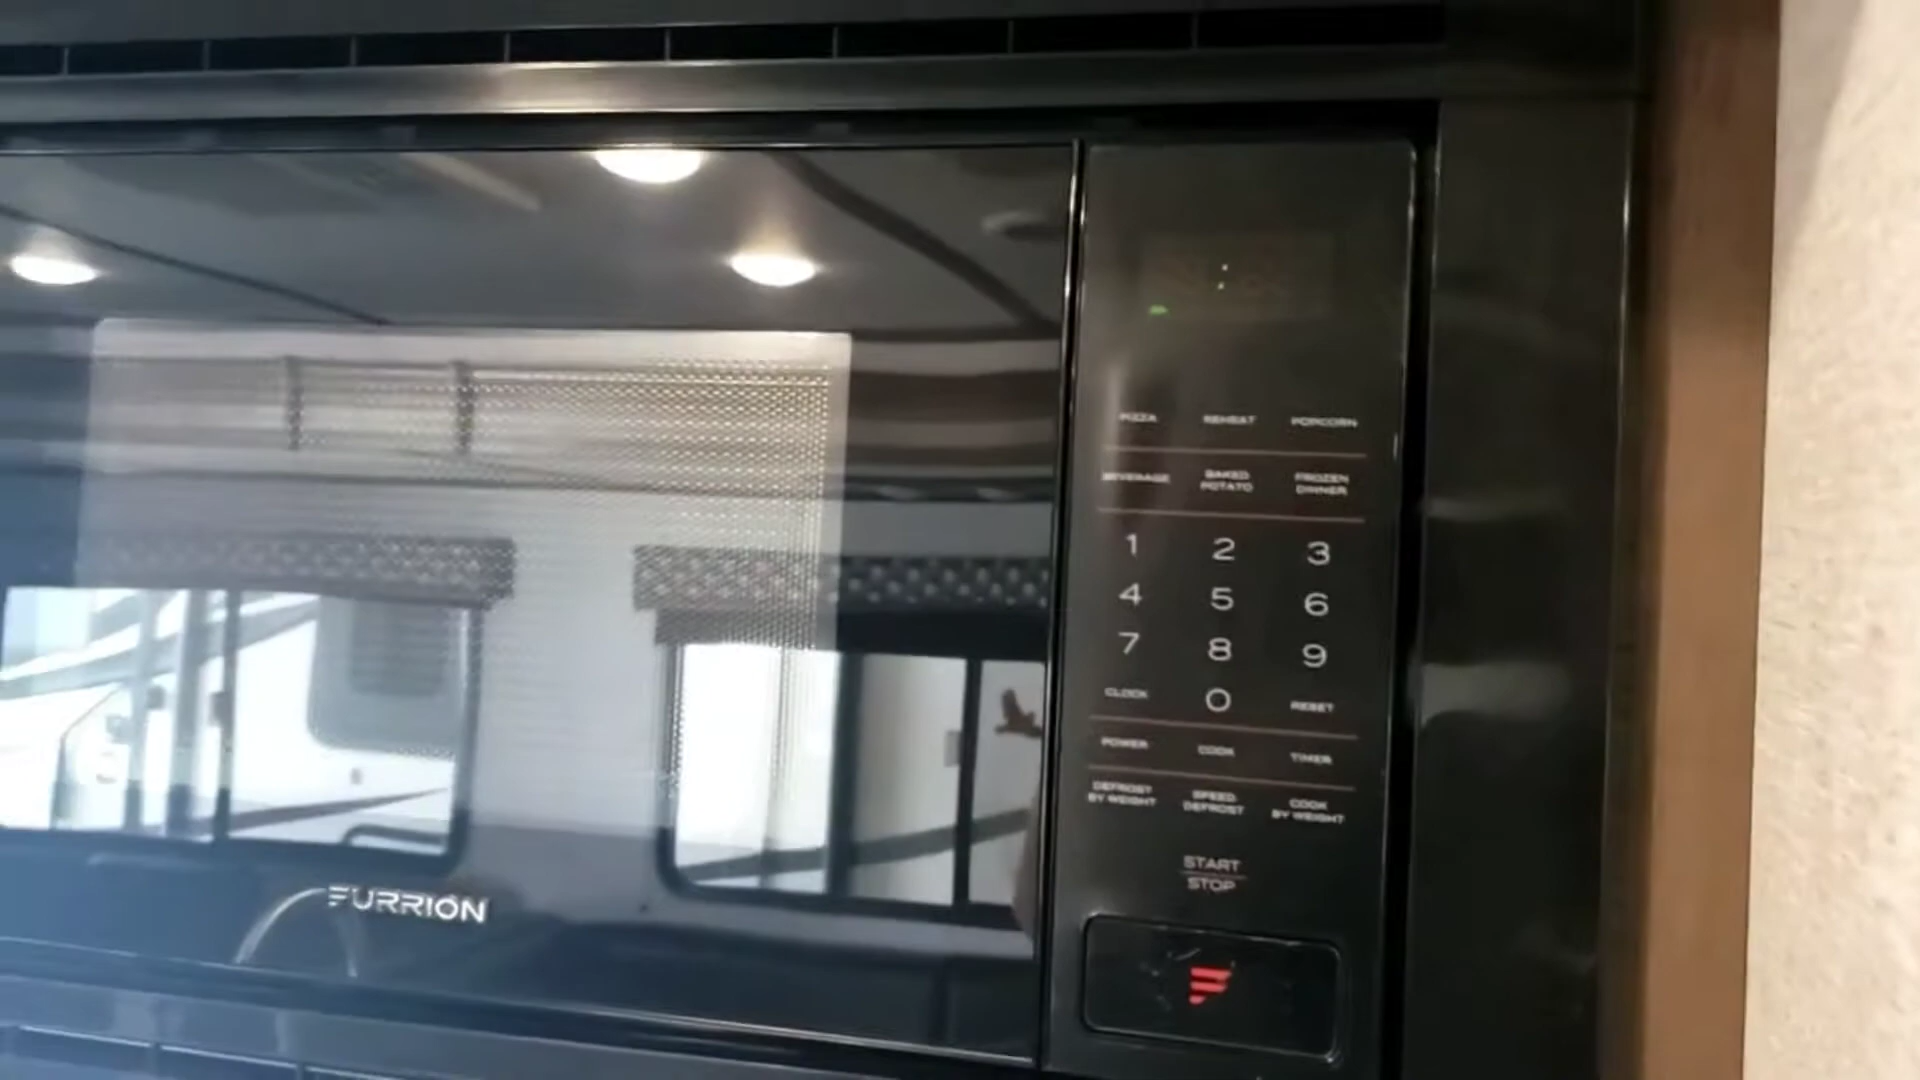 PIZZA REHEAT POPCORN
BEVERAGE BAKED POTATO FROZEN DINNER
1 2 3
4 5 6
7 8 9
CLOCK 0 RESET
POWER COOK TIMER
DEFROST BY WEIGHT SPEED DEFROST COOK BY WEIGHT
START
STOP
FURRION